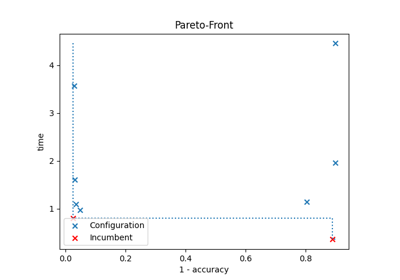 Pareto-Front
time
4
3
2
1
Configuration
Incumbent
0.0 0.2 0.4 0.6 0.8
1 - accuracy